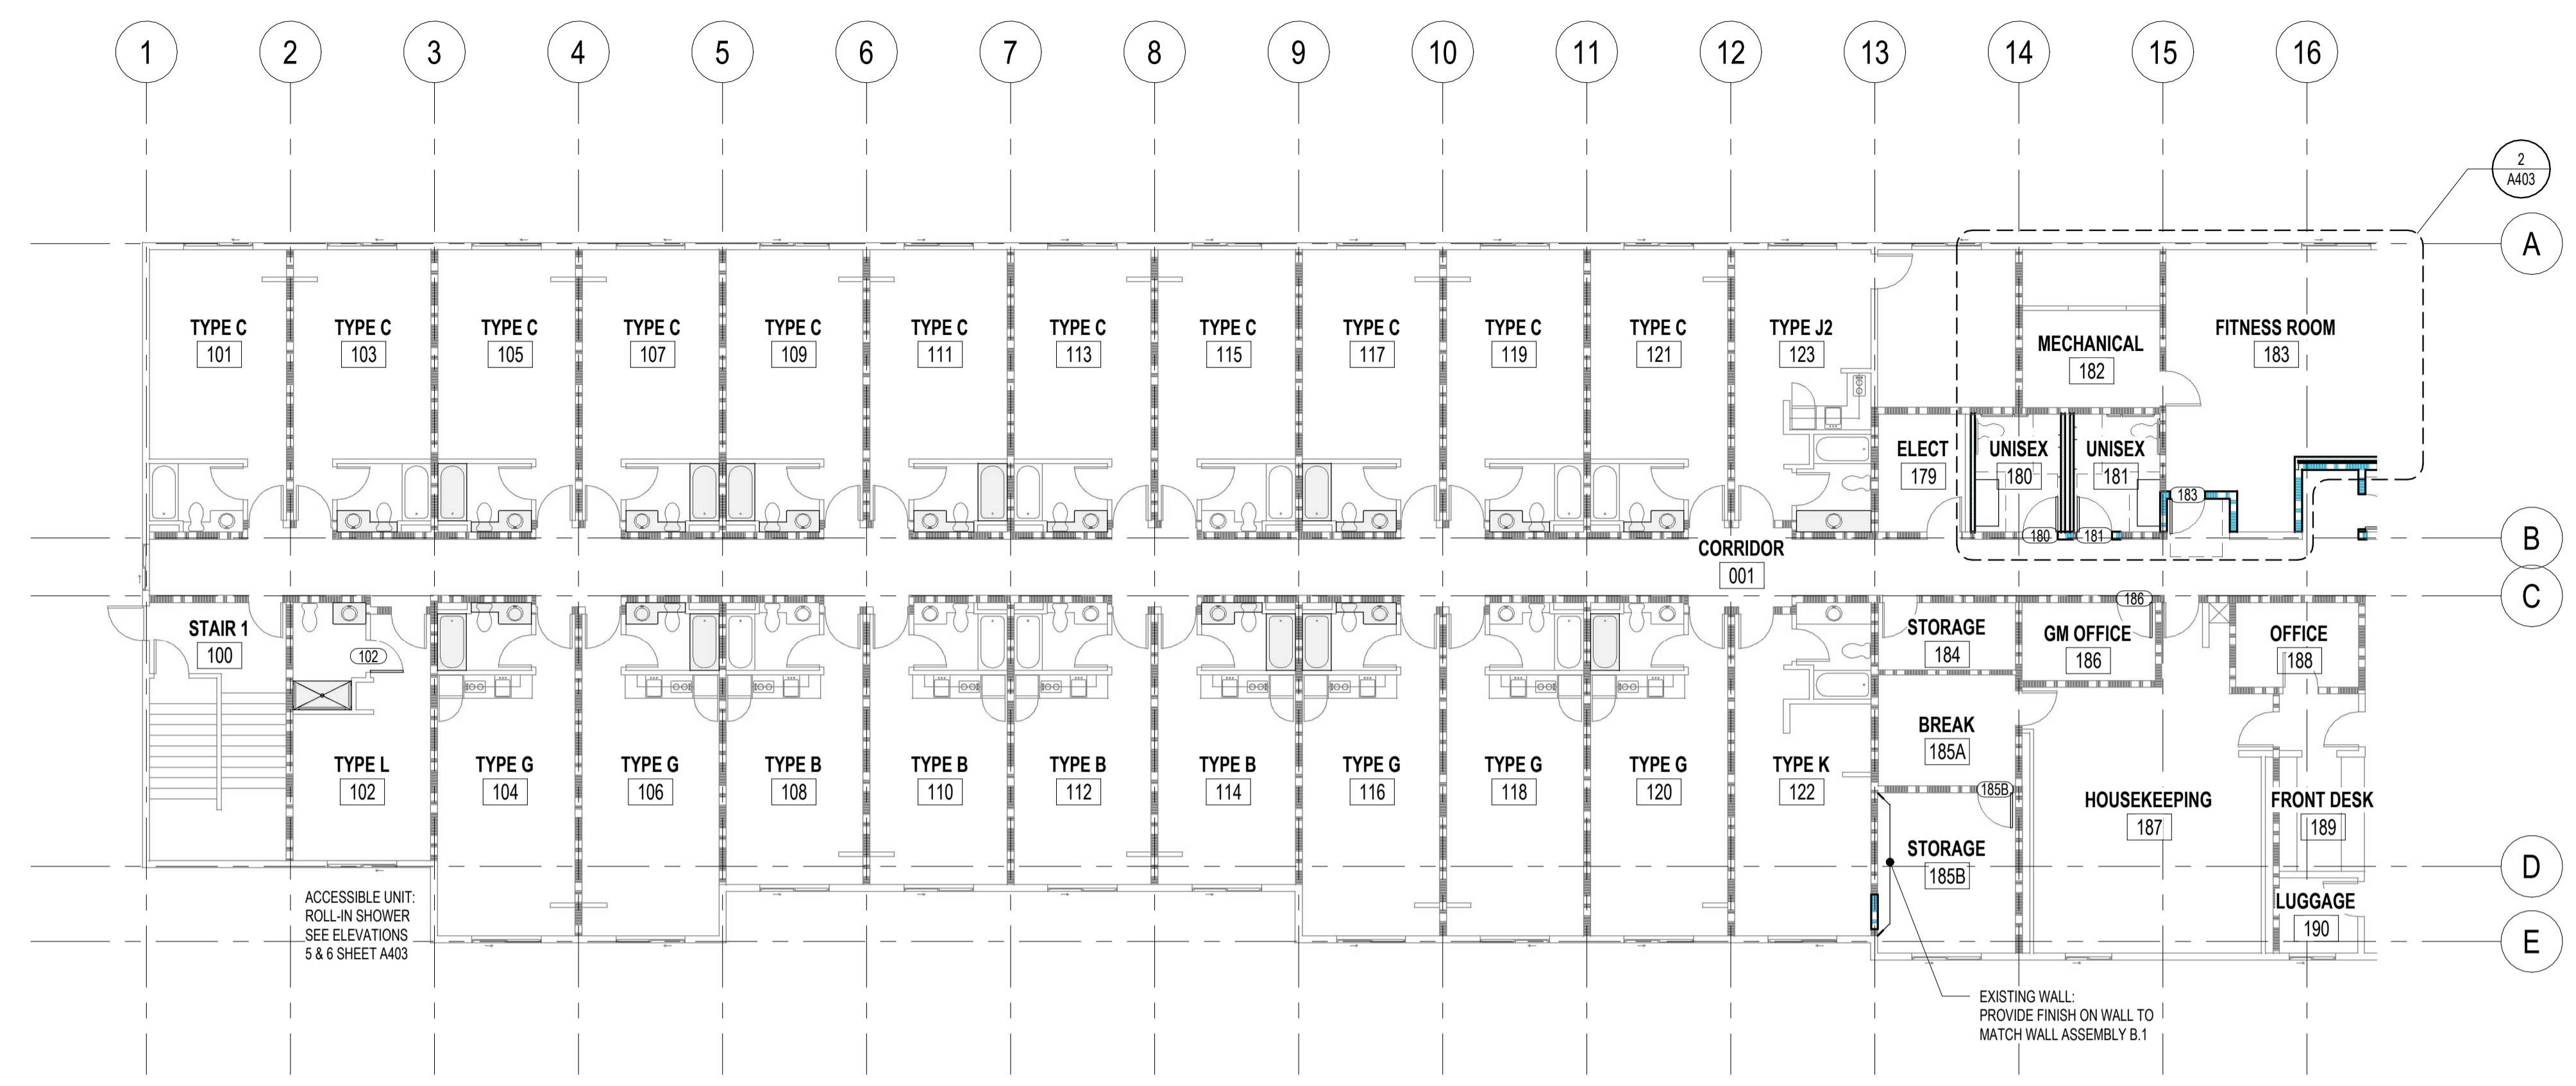 1 2 3 4 5 6 7 8 9 10 11 12 13 14 15 16
2
A403
A
TYPE C TYPE C TYPE C TYPE C TYPE C TYPE C TYPE C TYPE C TYPE C TYPE C TYPE C TYPE J2 FITNESS ROOM
101 103 105 107 109 111 113 115 117 119 121 123 183
MECHANICAL
182
ELECT UNISEX UNISEX
179 180 181
183
180 181
B
CORRIDOR
001
C
186
STAIR 1 STORAGE GM OFFICE OFFICE
100 184 186 188
102
BREAK
185A
TYPE L TYPE G TYPE G TYPE B TYPE B TYPE B TYPE B TYPE G TYPE G TYPE G TYPE K
102 104 106 108 110 112 114 116 118 120 122
185B
HOUSEKEEPING FRONT DESK
187 189
STORAGE
185B
D
LUGGAGE
190
E
ACCESSIBLE UNIT:
ROLL-IN SHOWER
SEE ELEVATIONS
5 & 6 SHEET A403
EXISTING WALL:
PROVIDE FINISH ON WALL TO
MATCH WALL ASSEMBLY B.1